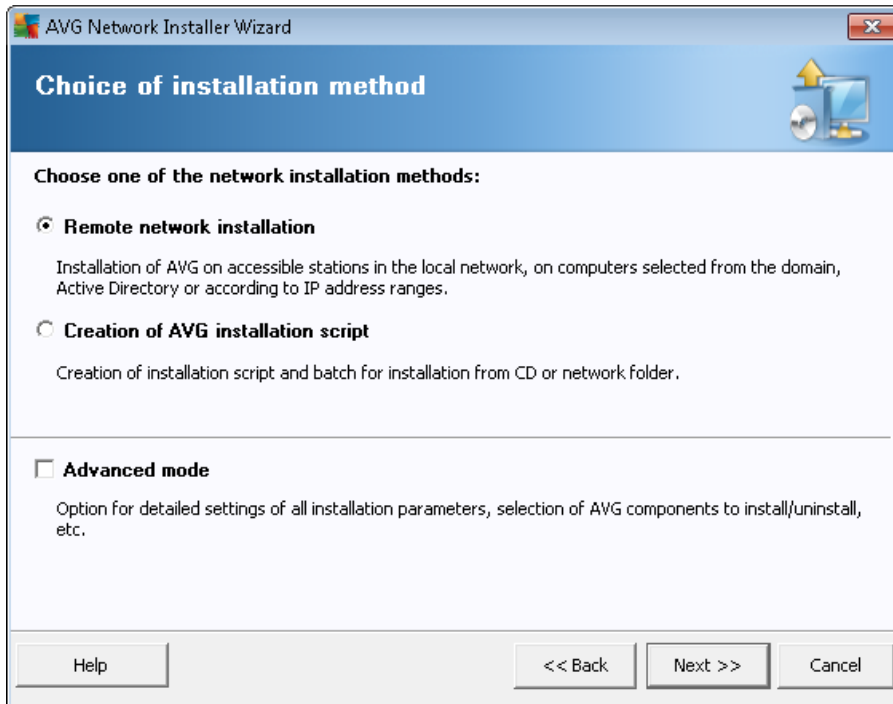 AVG Network Installer Wizard
Choice of installation method
Choose one of the network installation methods:
Remote network installation
Installation of AVG on accessible stations in the local network, on computers selected from the domain,
Active Directory or according to IP address ranges.
Creation of AVG installation script
Creation of installation script and batch for installation from CD or network folder.
Advanced mode
Option for detailed settings of all installation parameters, selection of AVG components to install/uninstall,
etc.
Help
<< Back
Next >>
Cancel